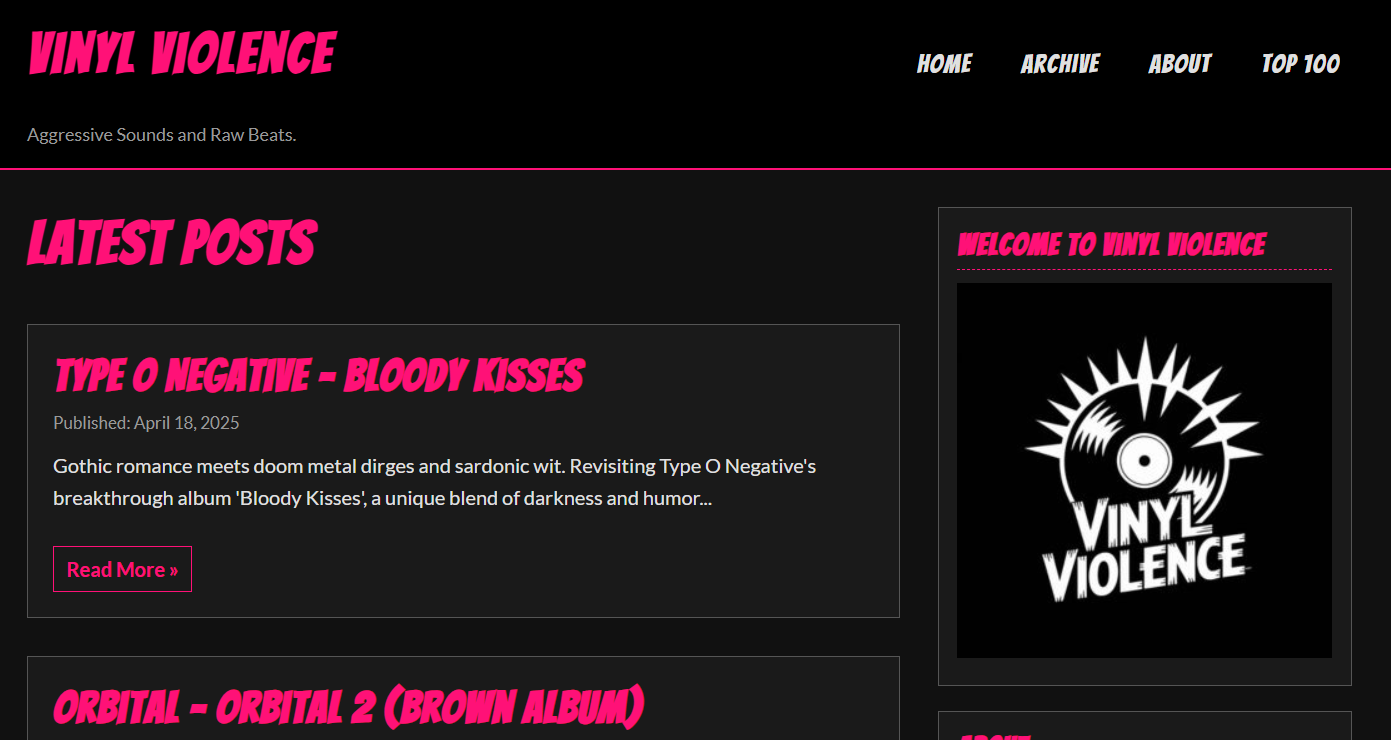 VINYL VIOLENCE
HOME ARCHIVE ABOUT TOP 100
Aggressive Sounds and Raw Beats.
LATEST POSTS
TYPE O NEGATIVE - BLOODY KISSES
Published: April 18, 2025
Gothic romance meets doom metal dirges and sardonic wit. Revisiting Type O Negative's
breakthrough album 'Bloody Kisses', a unique blend of darkness and humor...
Read More »
ORBITAL - ORBITAL 2 (BROWN ALBUM)
WELCOME TO VINYL VIOLENCE
VINYL
VIOLENCE
ABOUT